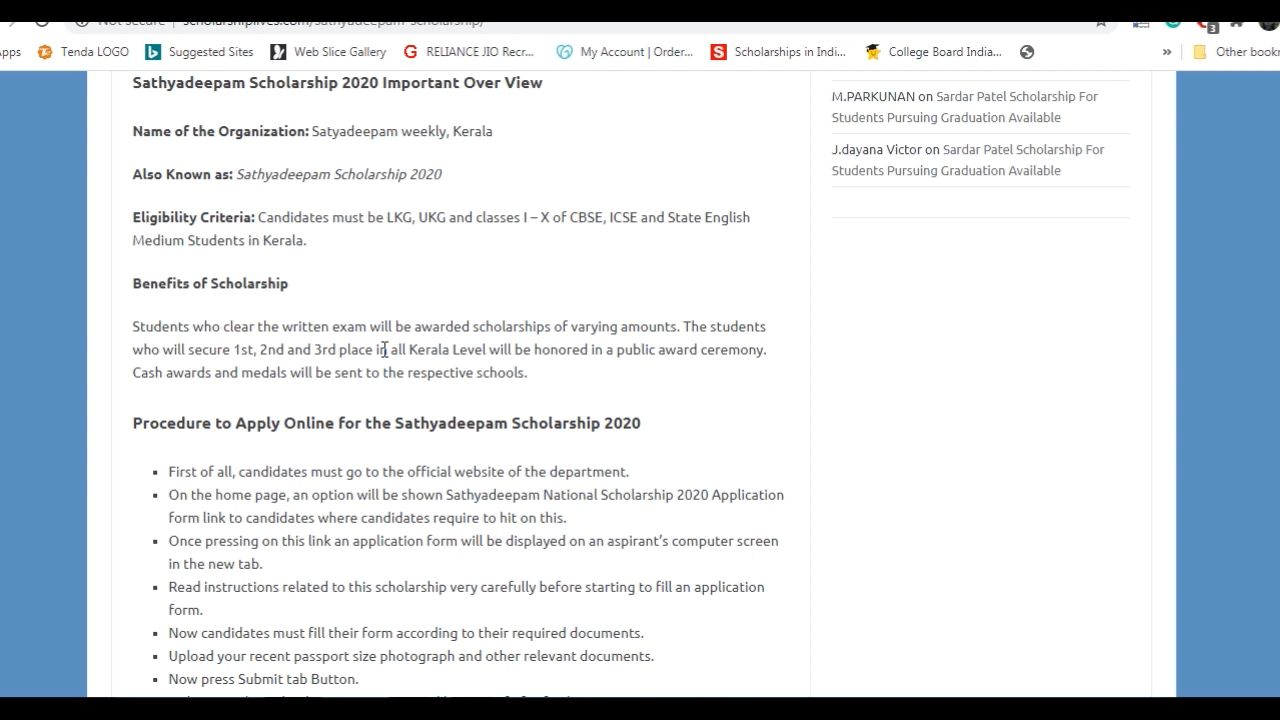 Not secure scholarshiplives.com/sathyadeepam-scholarship/
3
Apps Tenda LOGO Suggested Sites Web Slice Gallery RELIANCE JIO Recr... My Account | Order... Scholarships in Indi... College Board India... » Other book
Sathyadeepam Scholarship 2020 Important Over View
Name of the Organization: Satyadeepam weekly, Kerala
Also Known as: Sathyadeepam Scholarship 2020
Eligibility Criteria: Candidates must be LKG, UKG and classes I – X of CBSE, ICSE and State English
Medium Students in Kerala.
Benefits of Scholarship
Students who clear the written exam will be awarded scholarships of varying amounts. The students
who will secure 1st, 2nd and 3rd place in all Kerala Level will be honored in a public award ceremony.
Cash awards and medals will be sent to the respective schools.
Procedure to Apply Online for the Sathyadeepam Scholarship 2020
▪ First of all, candidates must go to the official website of the department.
▪ On the home page, an option will be shown Sathyadeepam National Scholarship 2020 Application
form link to candidates where candidates require to hit on this.
▪ Once pressing on this link an application form will be displayed on an aspirant's computer screen
in the new tab.
▪ Read instructions related to this scholarship very carefully before starting to fill an application
form.
▪ Now candidates must fill their form according to their required documents.
▪ Upload your recent passport size photograph and other relevant documents.
▪ Now press Submit tab Button.
M.PARKUNAN on Sardar Patel Scholarship For
Students Pursuing Graduation Available
J.dayana Victor on Sardar Patel Scholarship For
Students Pursuing Graduation Available